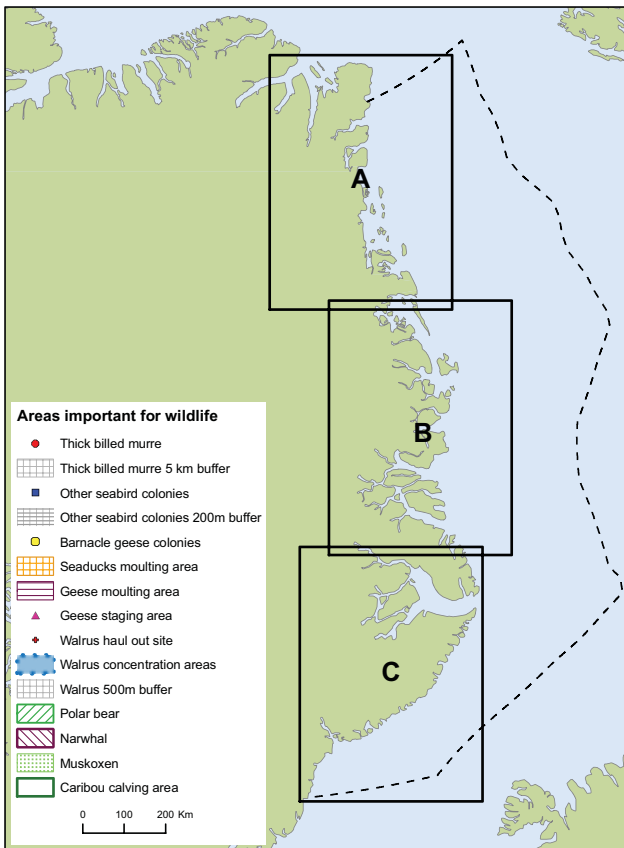 A
B
C
Areas important for wildlife
Thick billed murre
Thick billed murre 5 km buffer
Other seabird colonies
Other seabird colonies 200m buffer
Barnacle geese colonies
Seaducks moulting area
Geese moulting area
Geese staging area
Walrus haul out site
Walrus concentration areas
Walrus 500m buffer
Polar bear
Narwhal
Muskoxen
Caribou calving area
0 100 200 Km